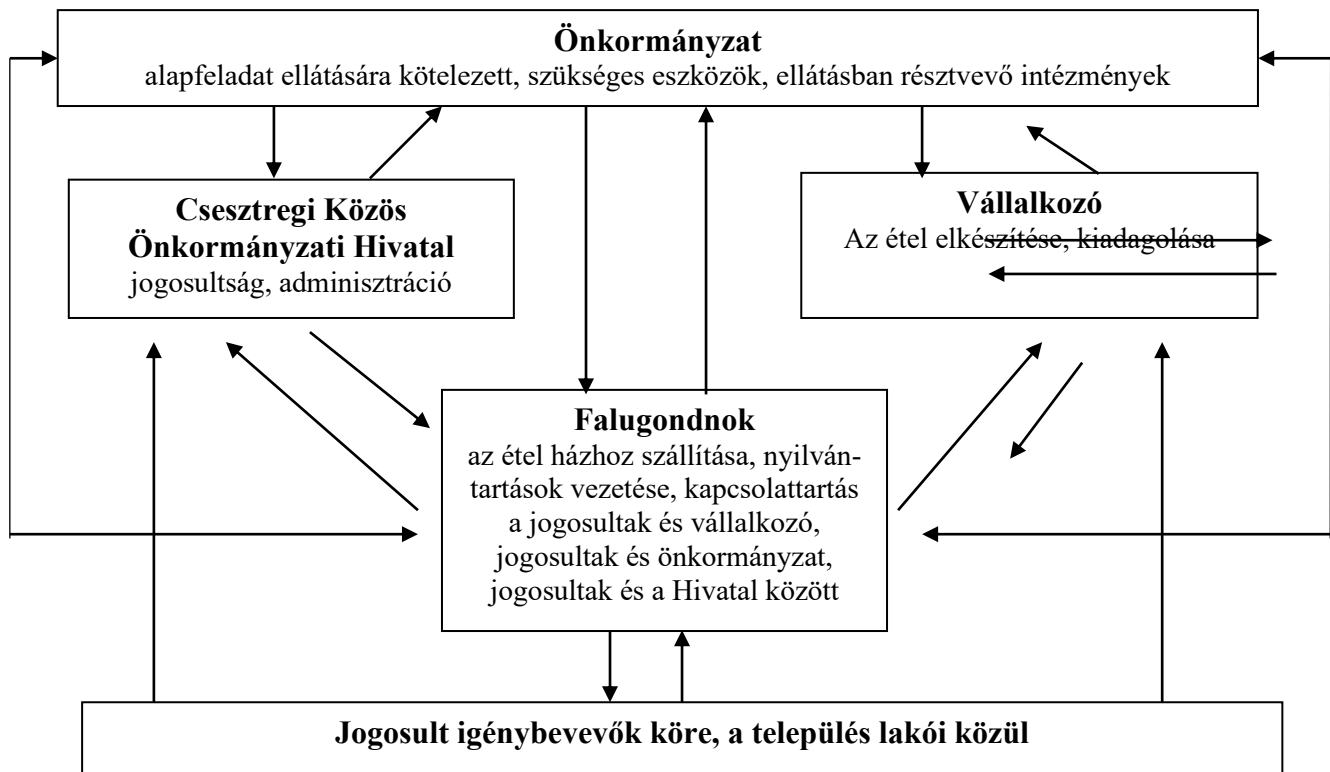 Önkormányzat
alapfeladat ellátására kötelezett, szükséges eszközök, ellátásban résztvevő intézmények
Csesztregi Közös
Önkormányzati Hivatal
jogosultság, adminisztráció
Vállalkozó
Az étel elkészítése, kiadagolása
Falugondnok
az étel házhoz szállítása, nyilván-
tartások vezetése, kapcsolattartás
a jogosultak és vállalkozó,
jogosultak és önkormányzat,
jogosultak és a Hivatal között
Jogosult igénybevevők köre, a település lakói közül